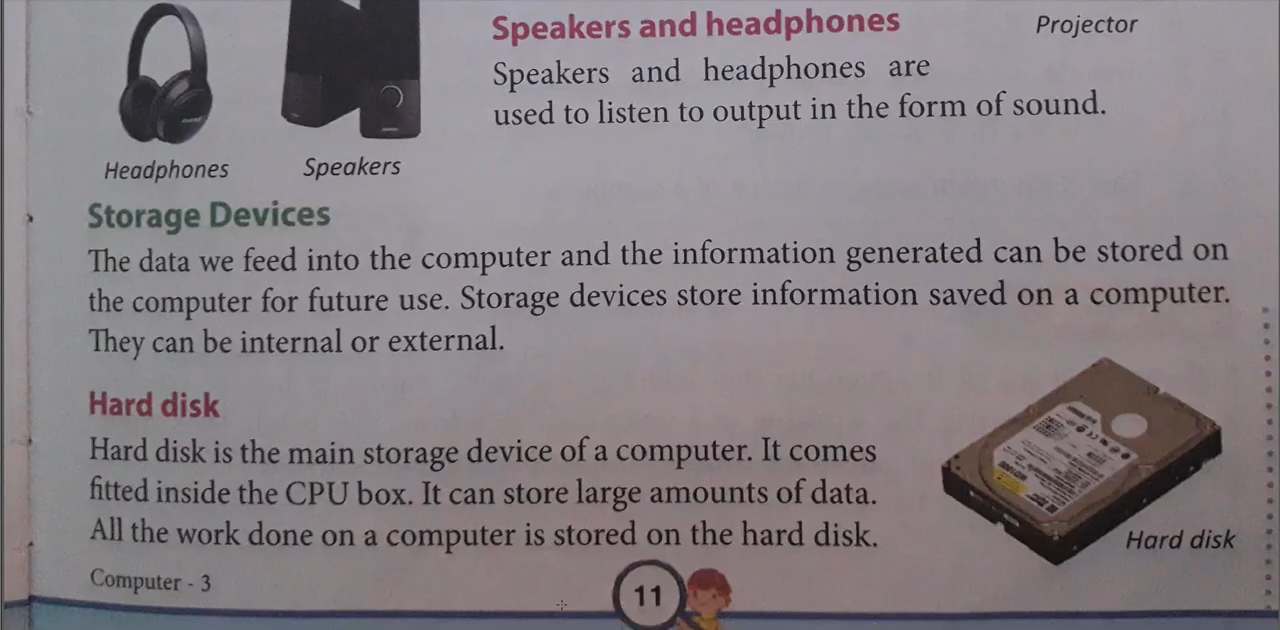 Speakers and headphones
Projector
Speakers and headphones are
used to listen to output in the form of sound.
Headphones
Speakers
Storage Devices
The data we feed into the computer and the information generated can be stored on
the computer for future use. Storage devices store information saved on a computer.
They can be internal or external.
Hard disk
Hard disk is the main storage device of a computer. It comes
fitted inside the CPU box. It can store large amounts of data.
All the work done on a computer is stored on the hard disk.
Hard disk
Computer - 3
11